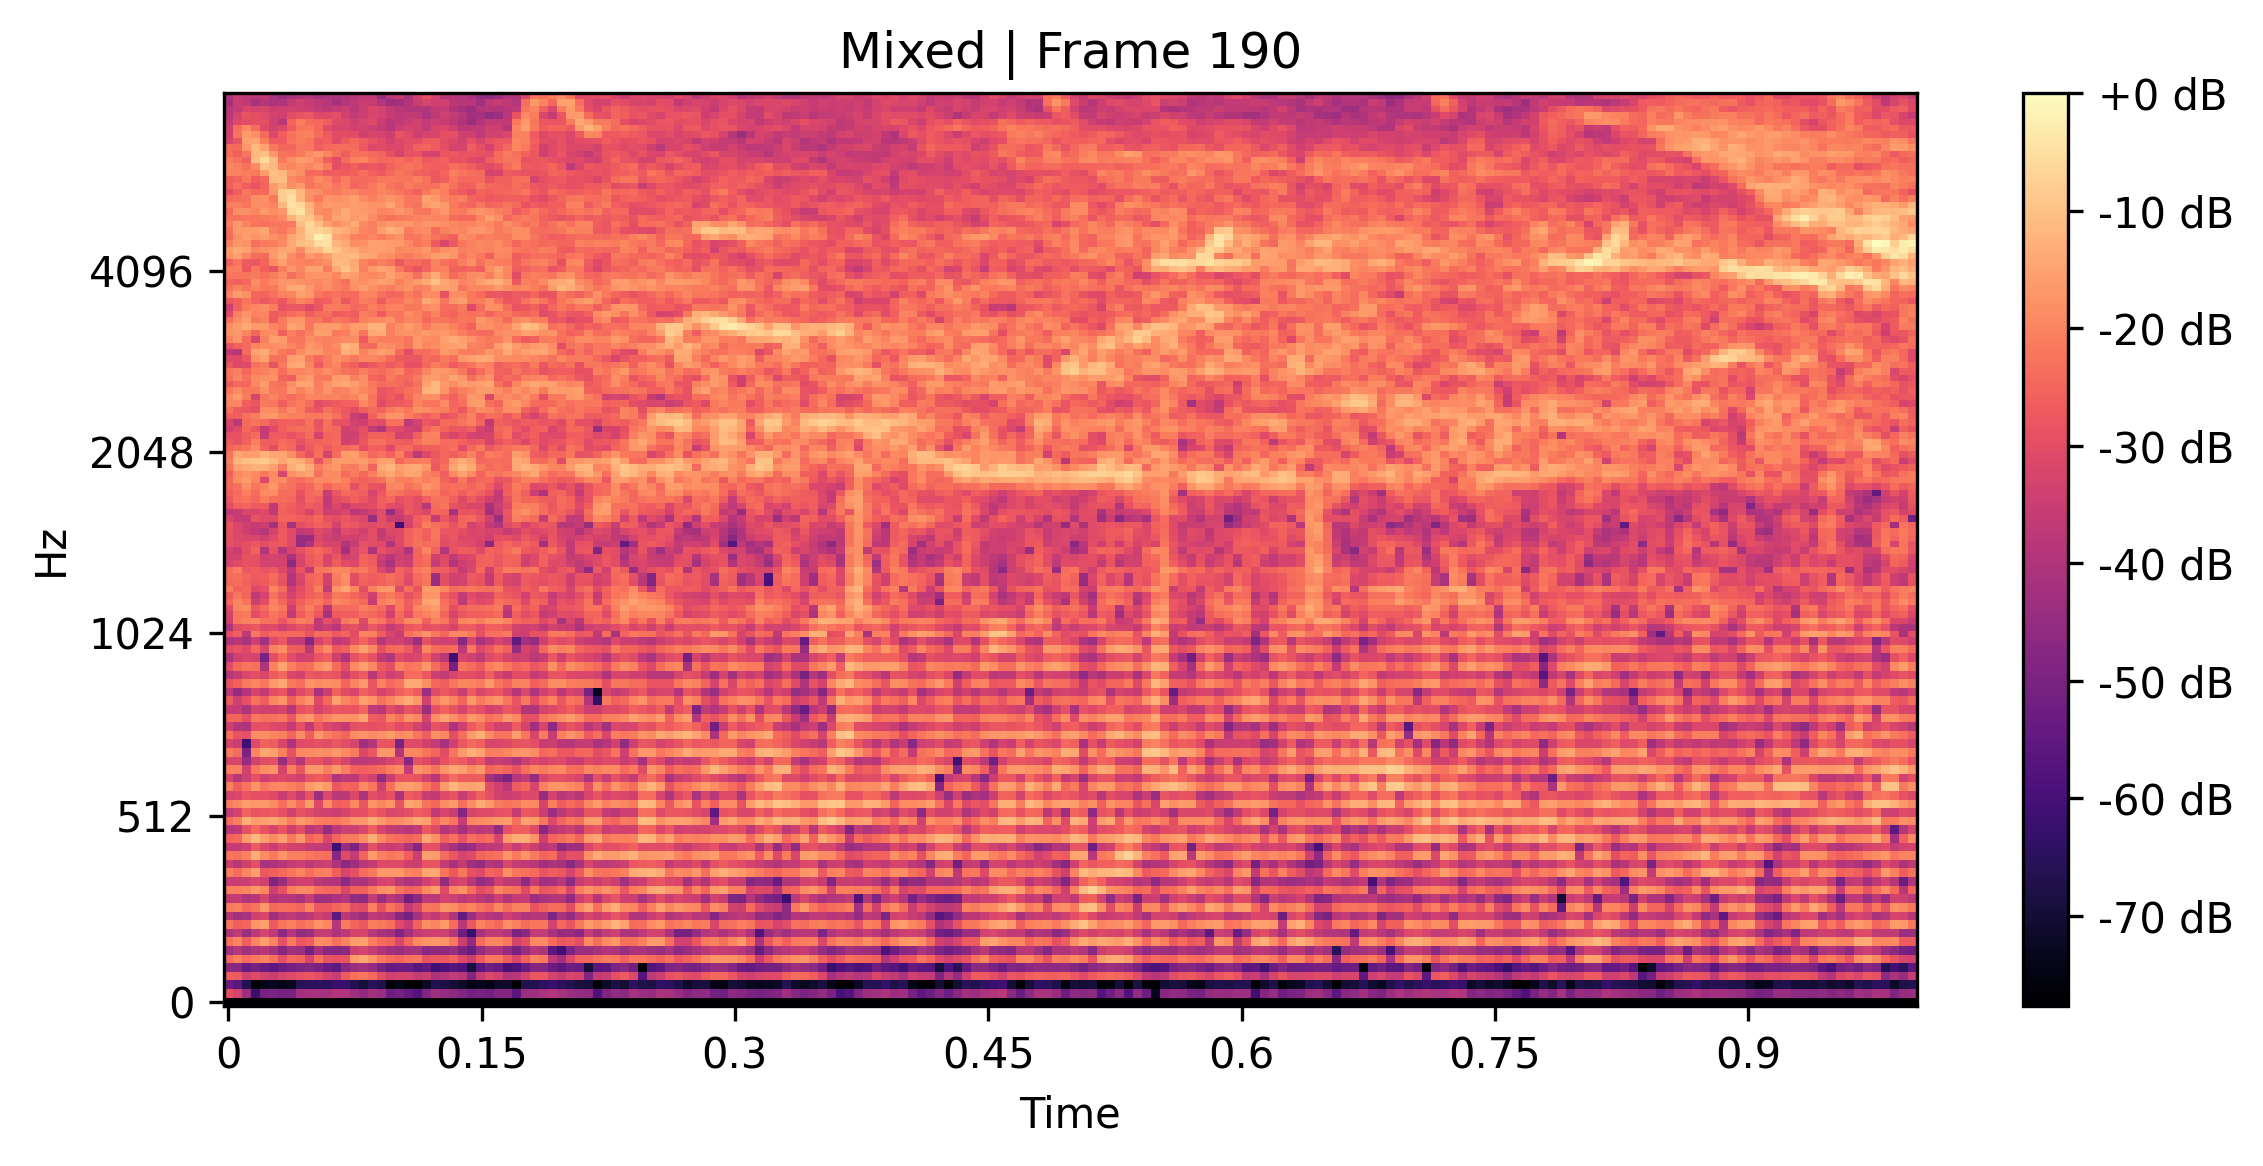 Mixed | Frame 190
+0 dB
-10 dB
-20 dB
-30 dB
-40 dB
-50 dB
-60 dB
-70 dB
Hz
4096
2048
1024
512
0
0 0.15 0.3 0.45 0.6 0.75 0.9
Time